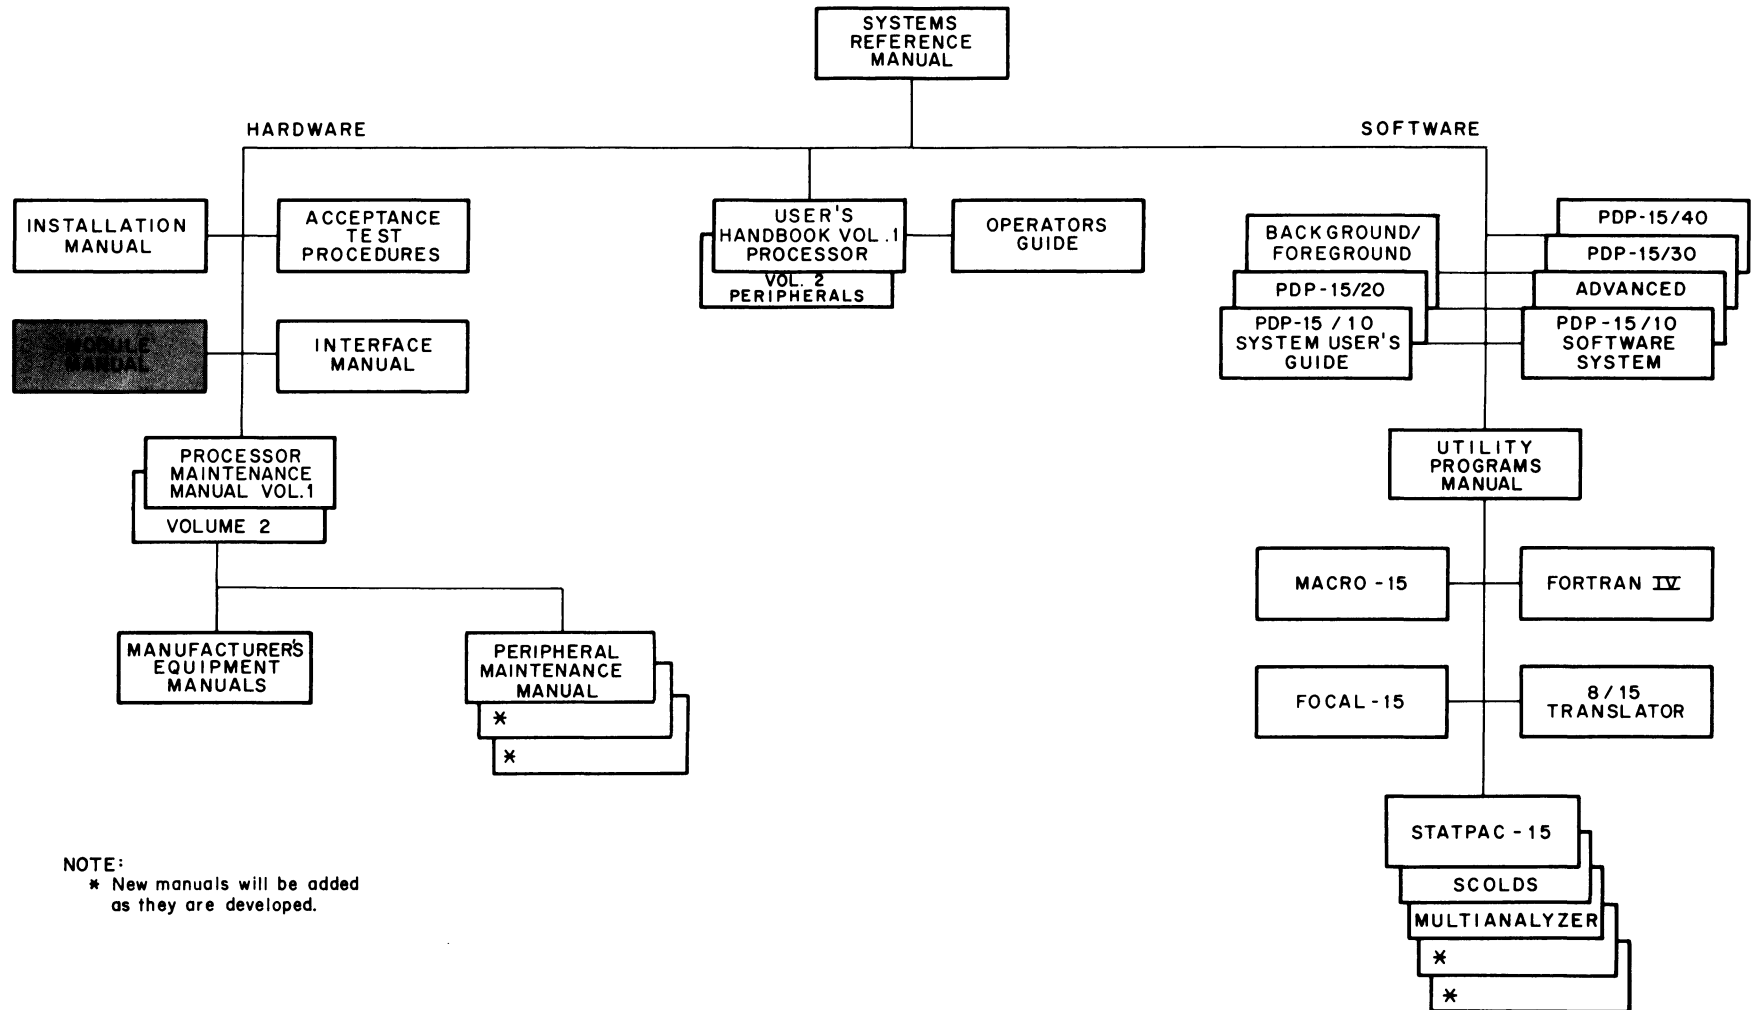 SYSTEMS
REFERENCE
MANUAL
HARDWARE
SOFTWARE
INSTALLATION
MANUAL
ACCEPTANCE
TEST
PROCEDURES
USER'S
HANDBOOK VOL.1
PROCESSOR
VOL. 2
PERIPHERALS
OPERATORS
GUIDE
BACKGROUND/
FOREGROUND
PDP-15/20
PDP-15 / 10
SYSTEM USER'S
GUIDE
PDP-15/40
PDP-15/30
ADVANCED
PDP-15/10
SOFTWARE
SYSTEM
MODULE
MANUAL
INTERFACE
MANUAL
PROCESSOR
MAINTENANCE
MANUAL VOL.1
VOLUME 2
UTILITY
PROGRAMS
MANUAL
MACRO-15
FORTRAN IV
MANUFACTURER'S
EQUIPMENT
MANUALS
PERIPHERAL
MAINTENANCE
MANUAL
*
*
FOCAL-15
8/15
TRANSLATOR
STATPAC-15
SCOLDS
MULTIANALYZER
*
*
NOTE:
* New manuals will be added
as they are developed.